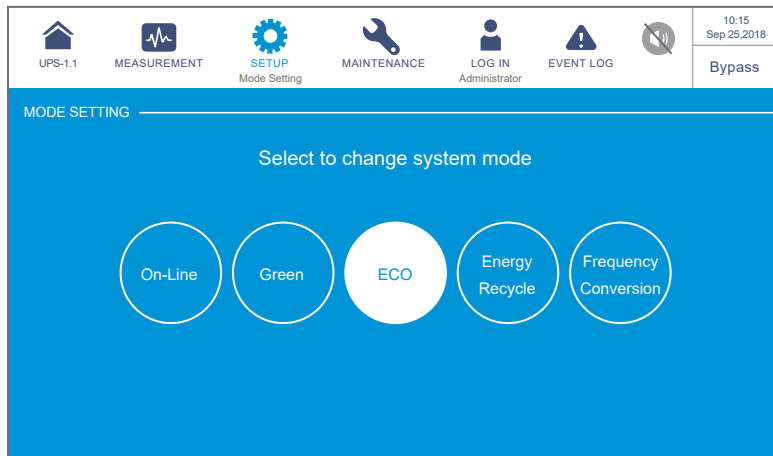 10:15
Sep 25,2018
UPS-1.1
MEASUREMENT
SETUP
Mode Setting
MAINTENANCE
LOG IN
Administrator
EVENT LOG
Bypass
MODE SETTING
Select to change system mode
On-Line
Green
ECO
Energy
Recycle
Frequency
Conversion